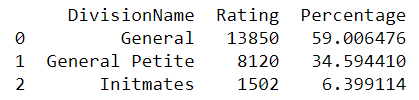 DivisionName Rating Percentage
0 General 13850 59.006476
1 General Petite 8120 34.594410
2 Initmates 1502 6.399114